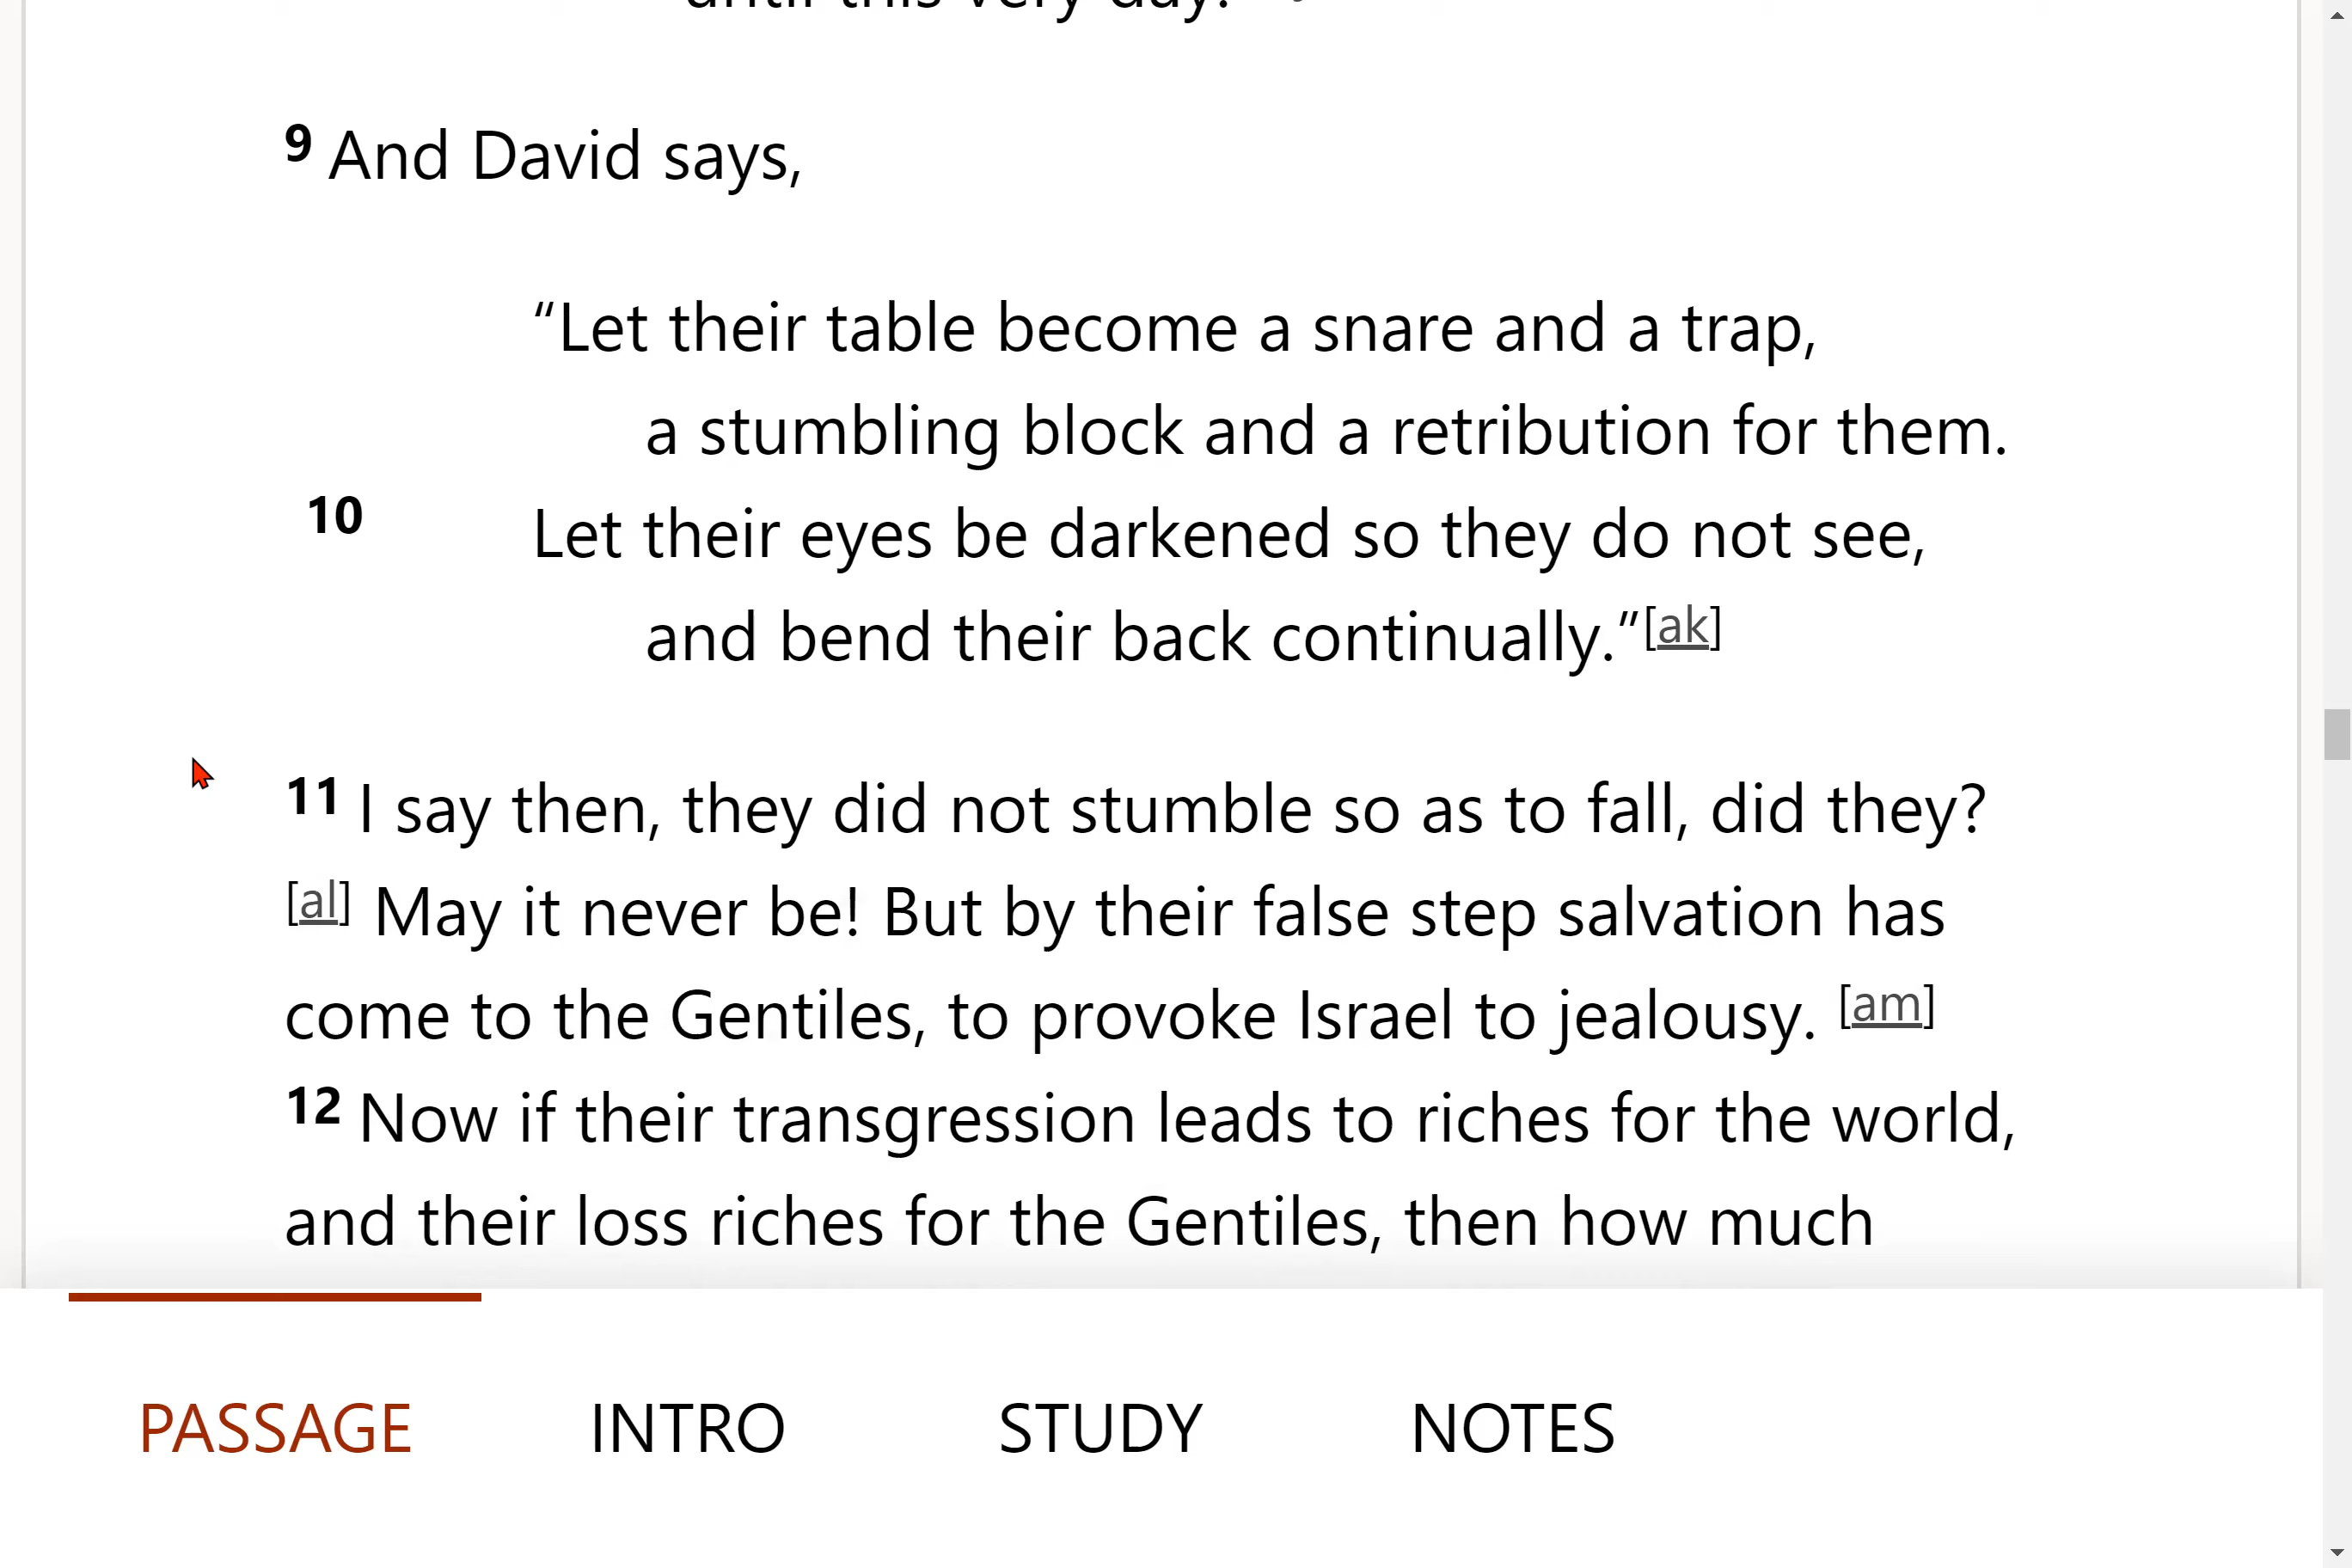 until this very day."
9 And David says,
“Let their table become a snare and a trap,
a stumbling block and a retribution for them.
10 Let their eyes be darkened so they do not see,
and bend their back continually.”[ak]
11 I say then, they did not stumble so as to fall, did they?
[al] May it never be! But by their false step salvation has
come to the Gentiles, to provoke Israel to jealousy. [am]
12 Now if their transgression leads to riches for the world,
and their loss riches for the Gentiles, then how much
PASSAGE INTRO STUDY NOTES